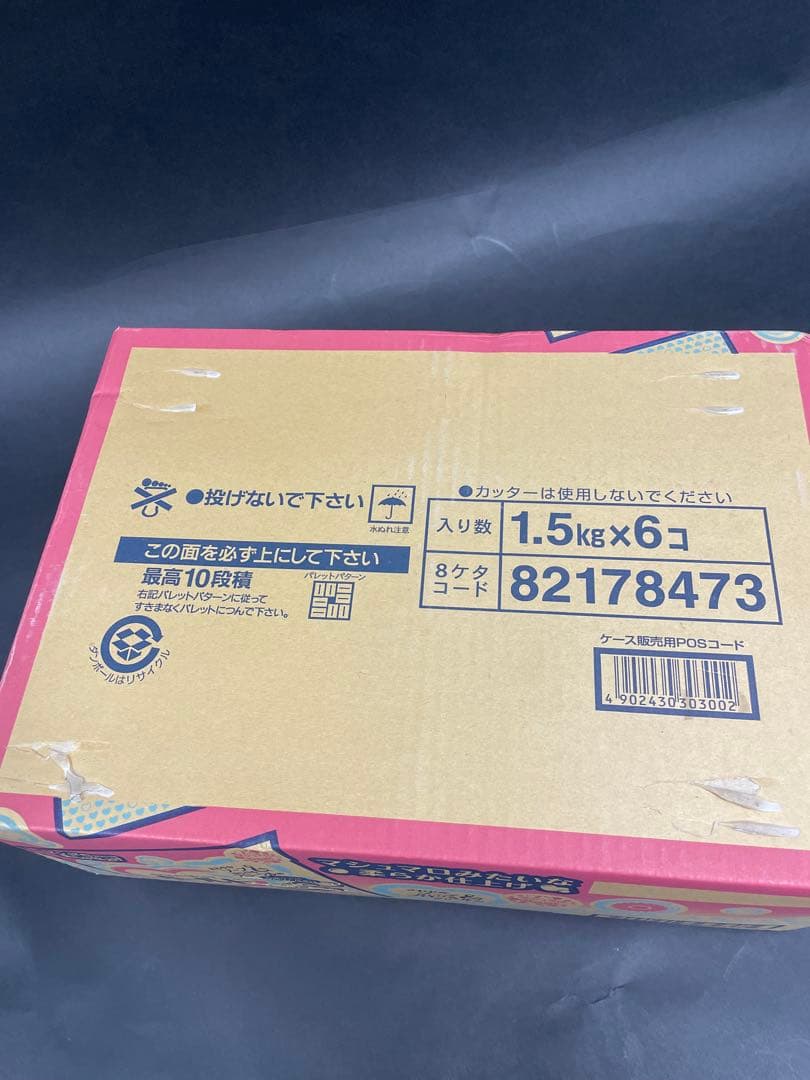 ●投げないで下さい
水ぬれ注意
この面を必ず上にして下さい
最高10段積
右記パレットパターンに従って
すきまなくパレットにつんで下さい。
パレットパターン
ダンボールはリサイクル
●カッターは使用しないでください
入り数 1.5kg×6コ
8ケタコード 82178473
ケース販売用POSコード
4 902430303002
マシュマロみたいな
柔らか仕上げ